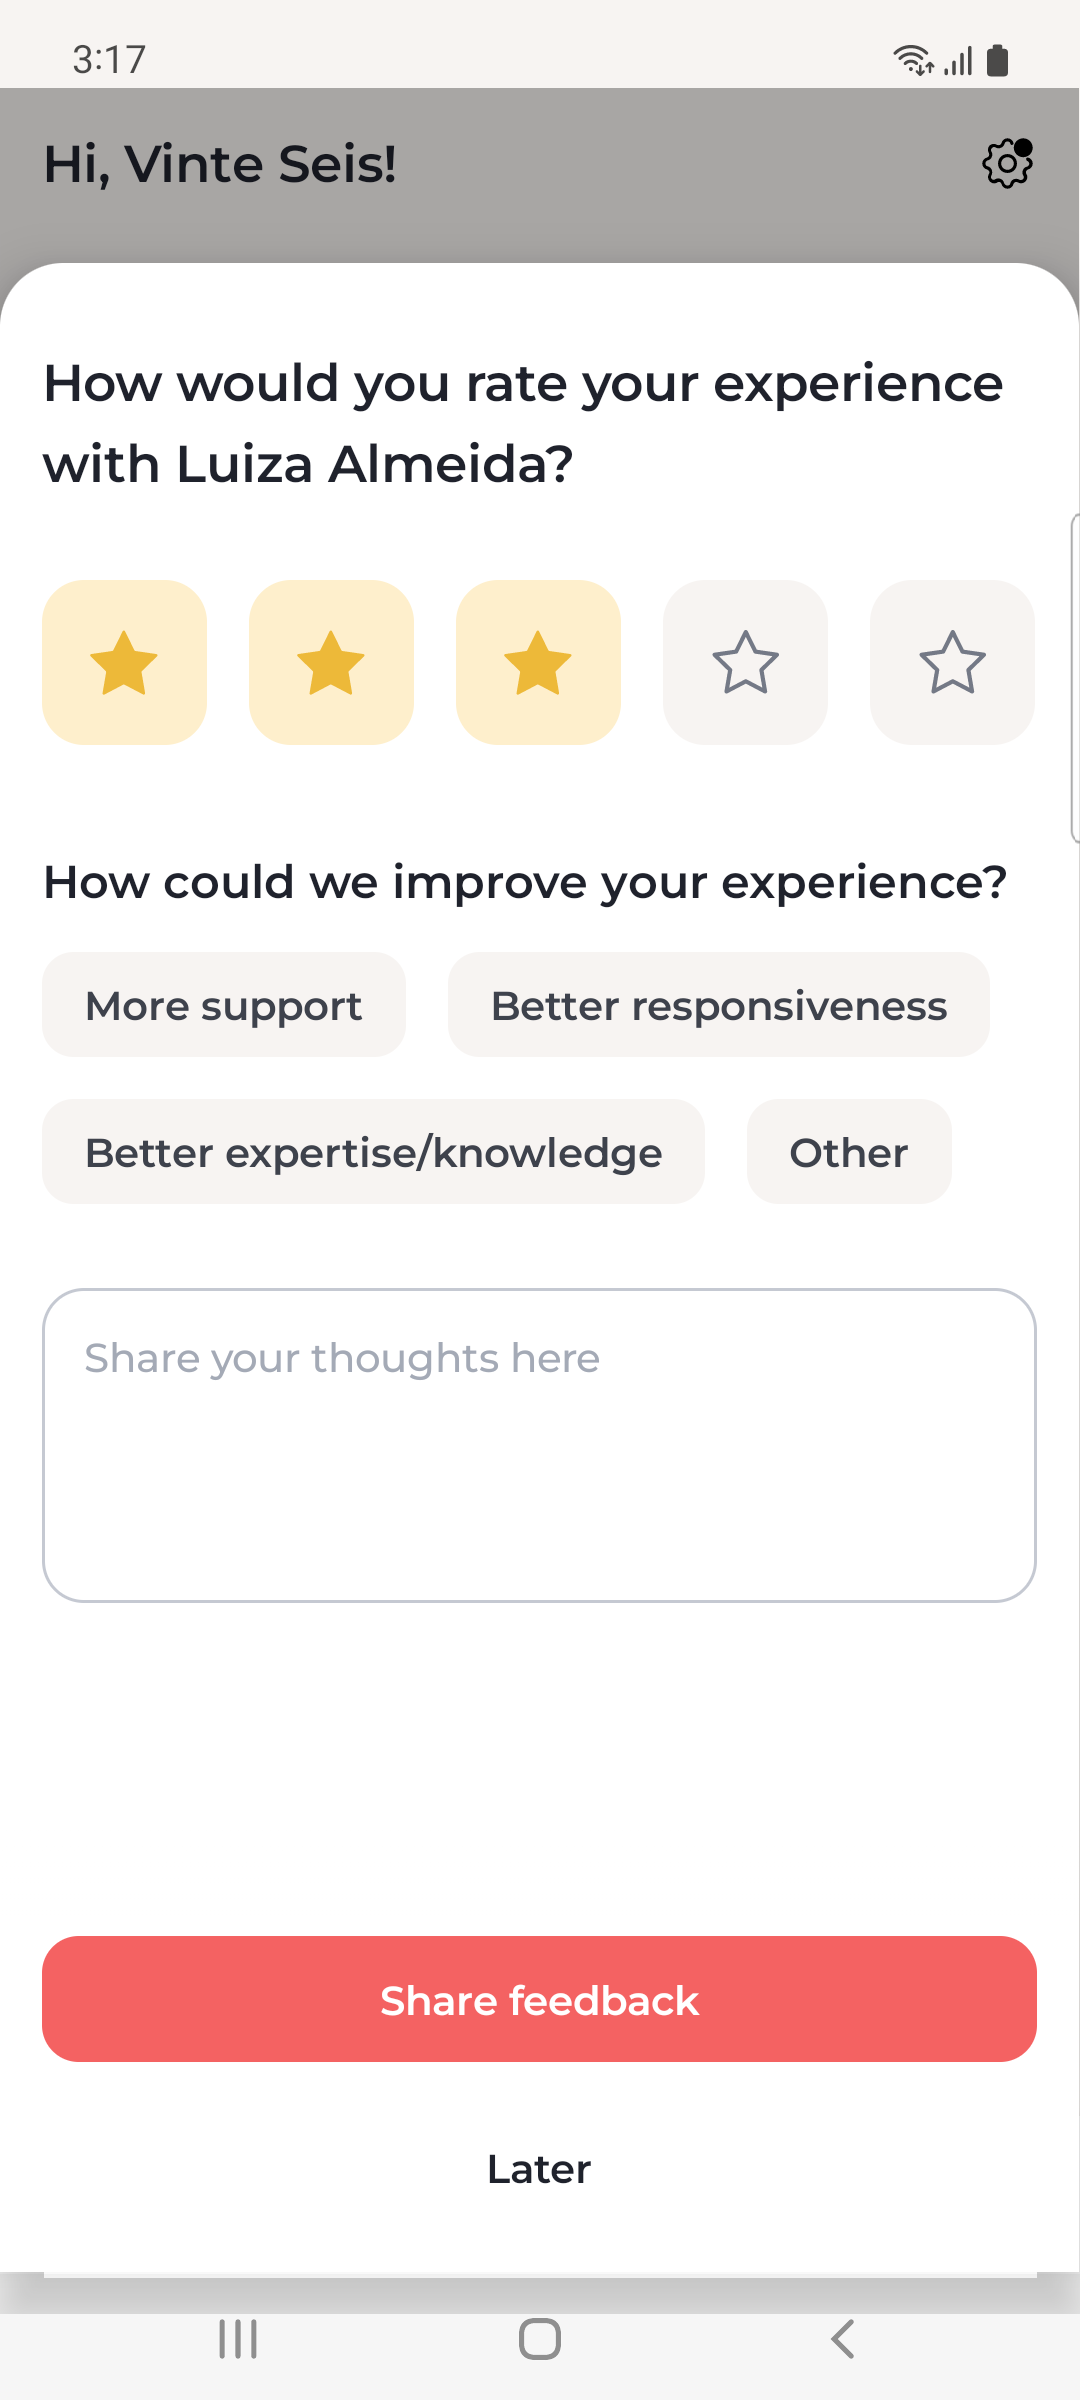 3:17
Hi, Vinte Seis!
How would you rate your experience
with Luiza Almeida?
How could we improve your experience?
More support
Better responsiveness
Better expertise/knowledge
Other
Share your thoughts here
Share feedback
Later